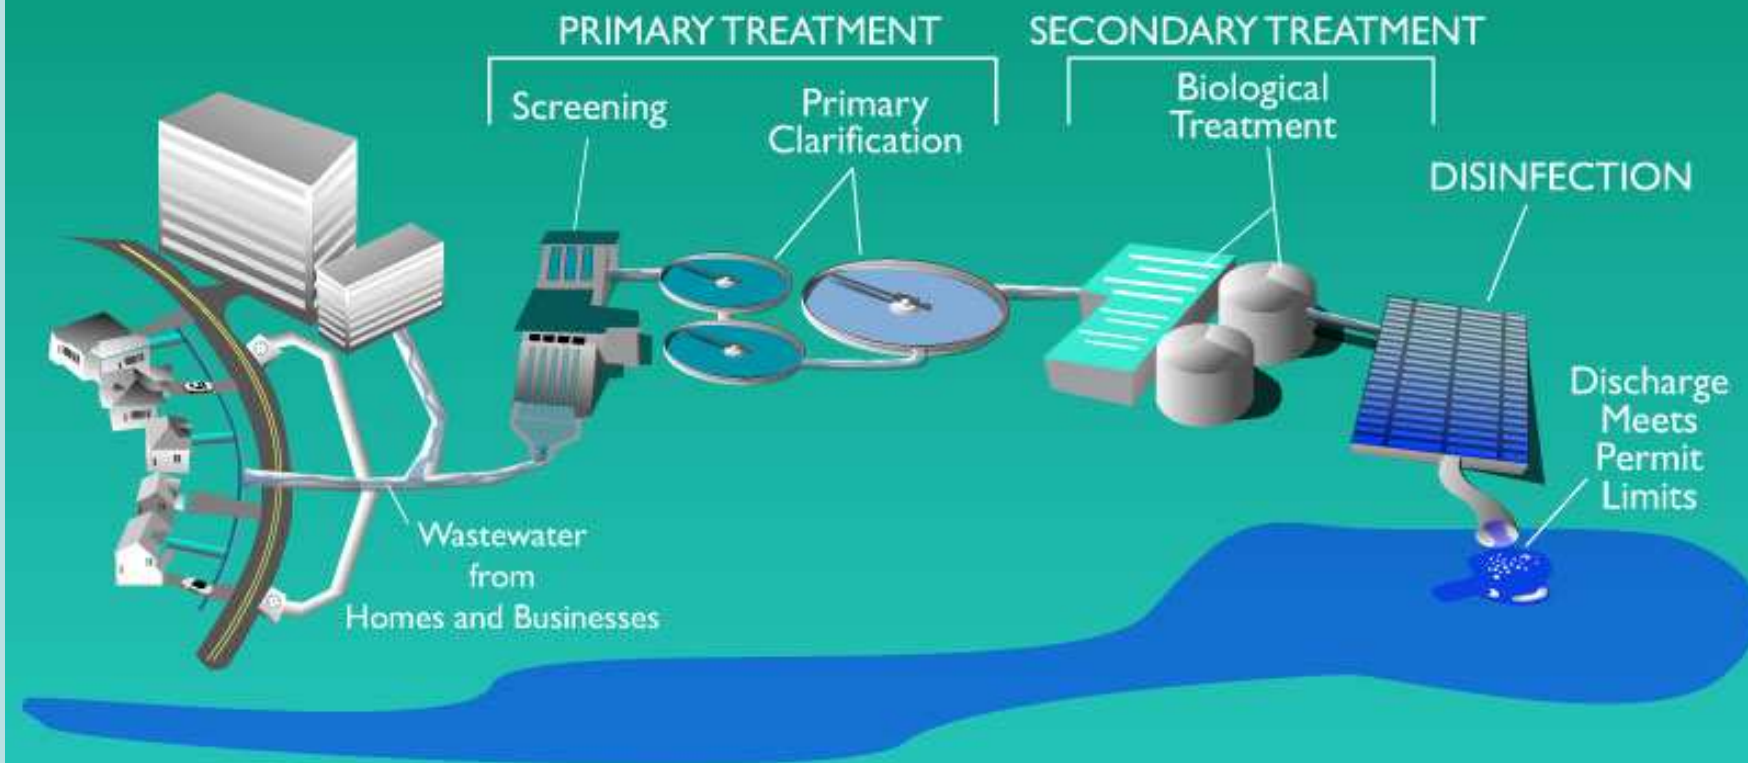 PRIMARY TREATMENT
Screening
Primary
Clarification
SECONDARY TREATMENT
Biological
Treatment
DISINFECTION
Discharge
Meets
Permit
Limits
Wastewater
from
Homes and Businesses